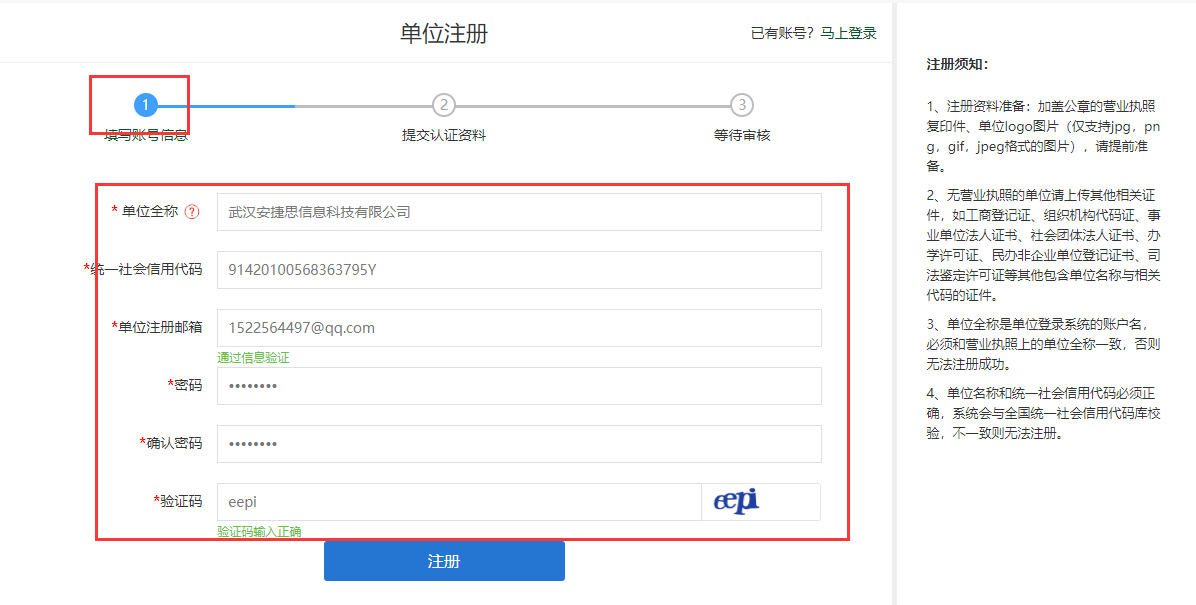 单位注册
已有账号？马上登录
1
2
3
填写账号信息
提交认证资料
等待审核
* 单位全称 ?
武汉安捷思信息科技有限公司
*统一社会信用代码
91420100568363795Y
*单位注册邮箱
1522564497@qq.com
通过信息验证
*密码
••••••••
*确认密码
••••••••
*验证码
eepi
eepi
验证码输入正确
注册
注册须知：
1、注册资料准备：加盖公章的营业执照
复印件、单位logo图片（仅支持jpg，pn
g，gif，jpeg格式的图片），请提前准
备。
2、无营业执照的单位请上传其他相关证
件，如工商登记证、组织机构代码证、事
业单位法人证书、社会团体法人证书、办
学许可证、民办非企业单位登记证书、司
法鉴定许可证等其他包含单位名称与相关
代码的证件。
3、单位全称是单位登录系统的账户名，
必须和营业执照上的单位全称一致，否则
无法注册成功。
4、单位名称和统一社会信用代码必须正
确，系统会与全国统一社会信用代码库校
验，不一致则无法注册。